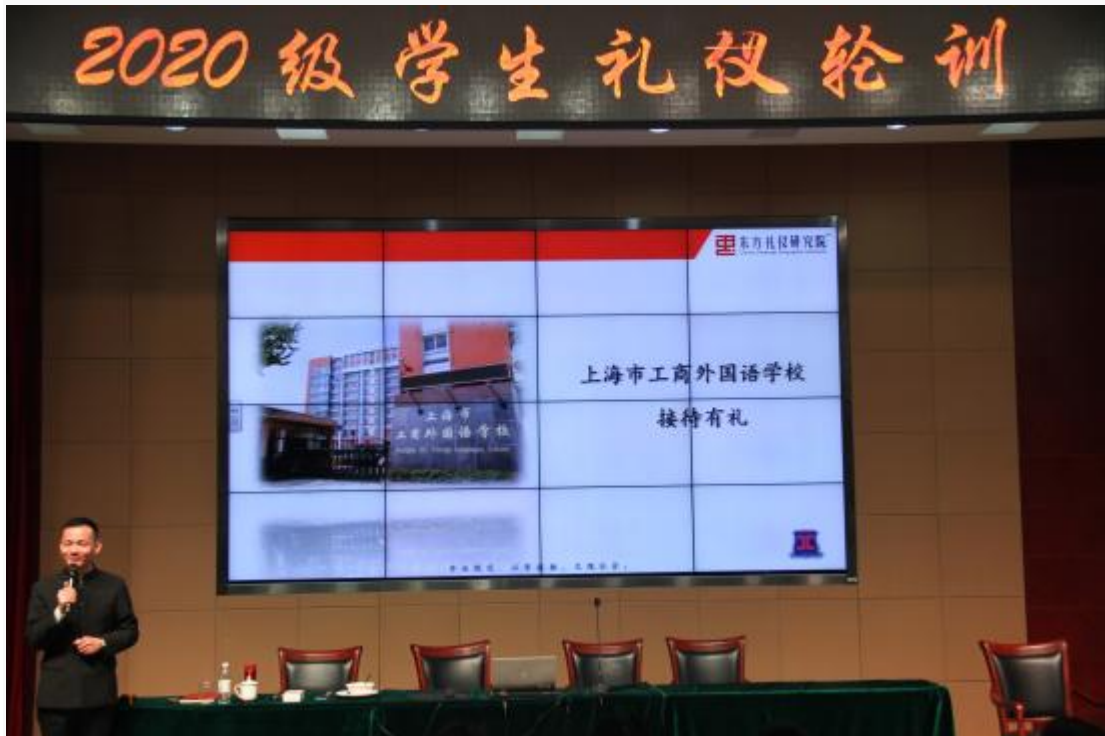 2020级学生礼仪轮训
东方礼仪研究院
上海市工商外国语学校
接待有礼
上海市
工商外国语学校